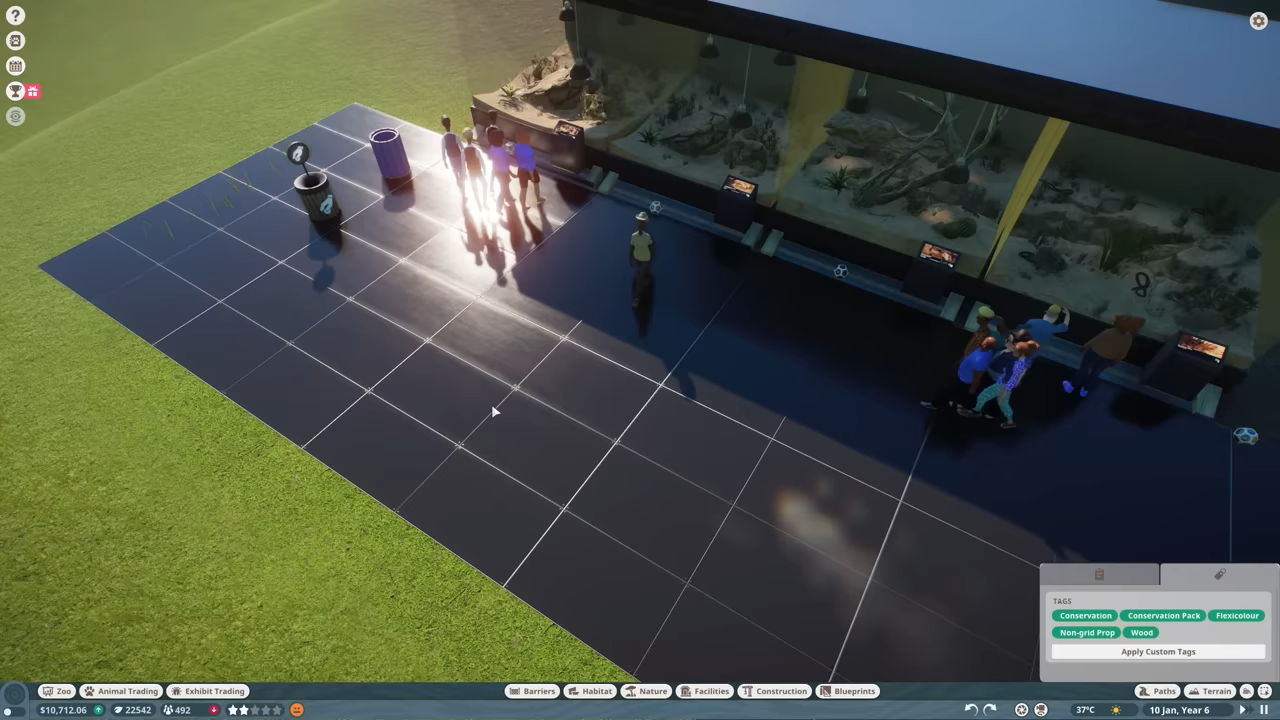 ?
TAGS
Conservation Conservation Pack Flexicolour
Non-grid Prop Wood
Apply Custom Tags
Zoo Animal Trading Exhibit Trading Barriers Habitat Nature Facilities Construction Blueprints Paths Terrain
$10,712.06 22542 492 37°C 10 Jan, Year 6